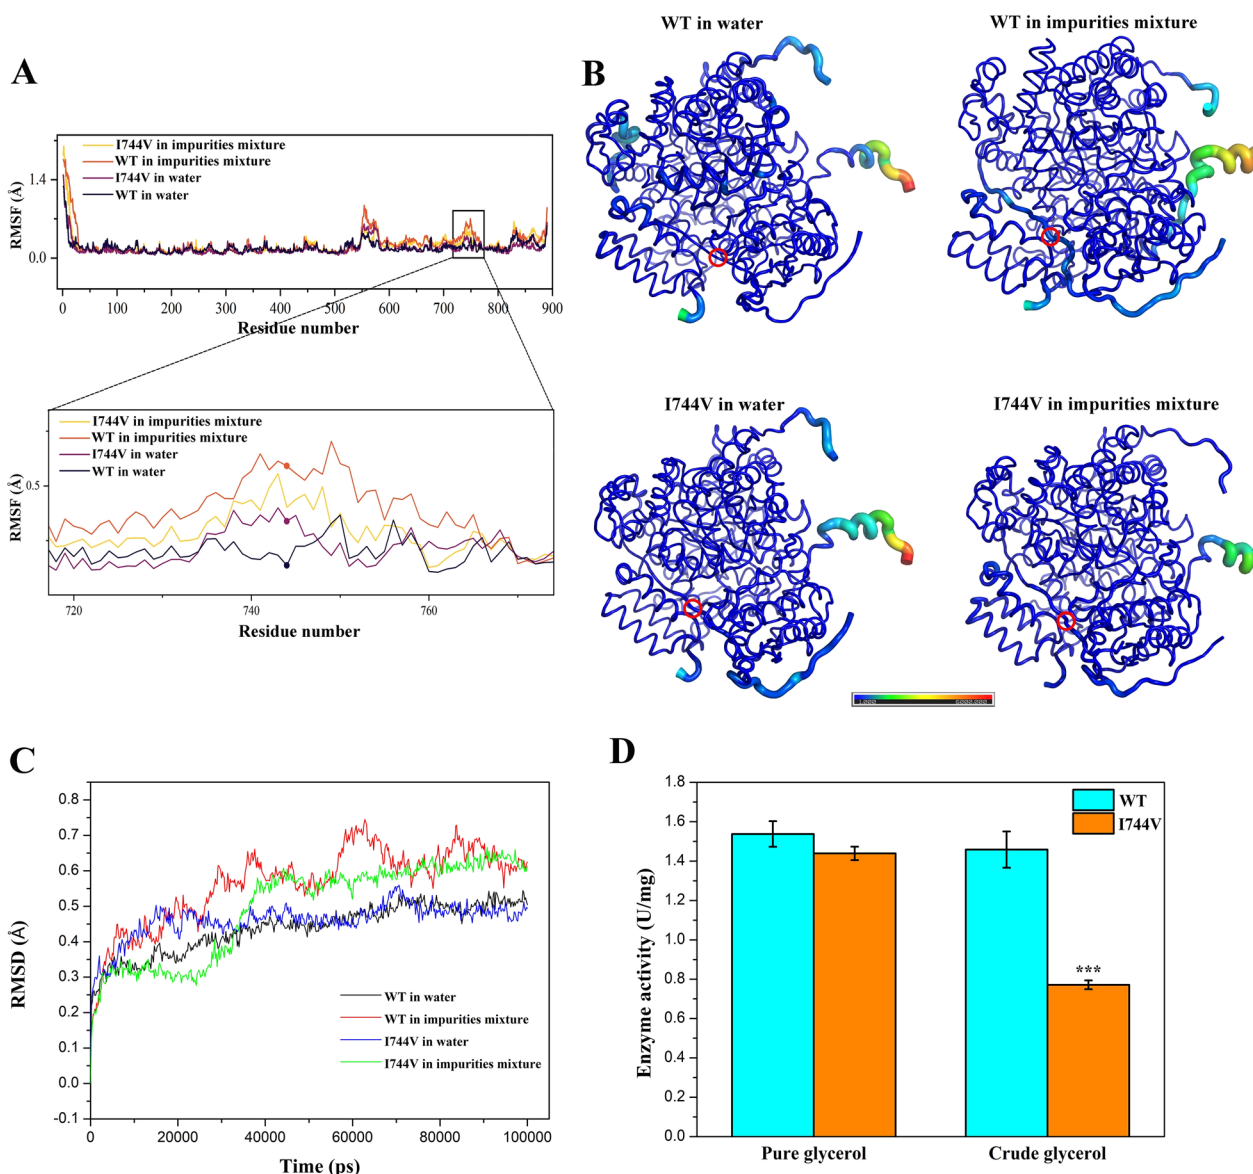 A
I744V in impurities mixture
WT in impurities mixture
I744V in water
WT in water
RMSF (Å)
1.4
0.0
0 100 200 300 400 500 600 700 800 900
Residue number
I744V in impurities mixture
WT in impurities mixture
I744V in water
WT in water
RMSF (Å)
0.5
720 740 760
Residue number
B
WT in water
WT in impurities mixture
I744V in water
I744V in impurities mixture
C
RMSD (Å)
0.8
0.7
0.6
0.5
0.4
0.3
0.2
0.1
0.0
-0.1
WT in water
WT in impurities mixture
I744V in water
I744V in impurities mixture
0 20000 40000 60000 80000 100000
Time (ps)
D
Enzyme activity (U/mg)
1.8
1.6
1.4
1.2
1.0
0.8
0.6
0.4
0.2
0.0
WT
I744V
***
Pure glycerol Crude glycerol